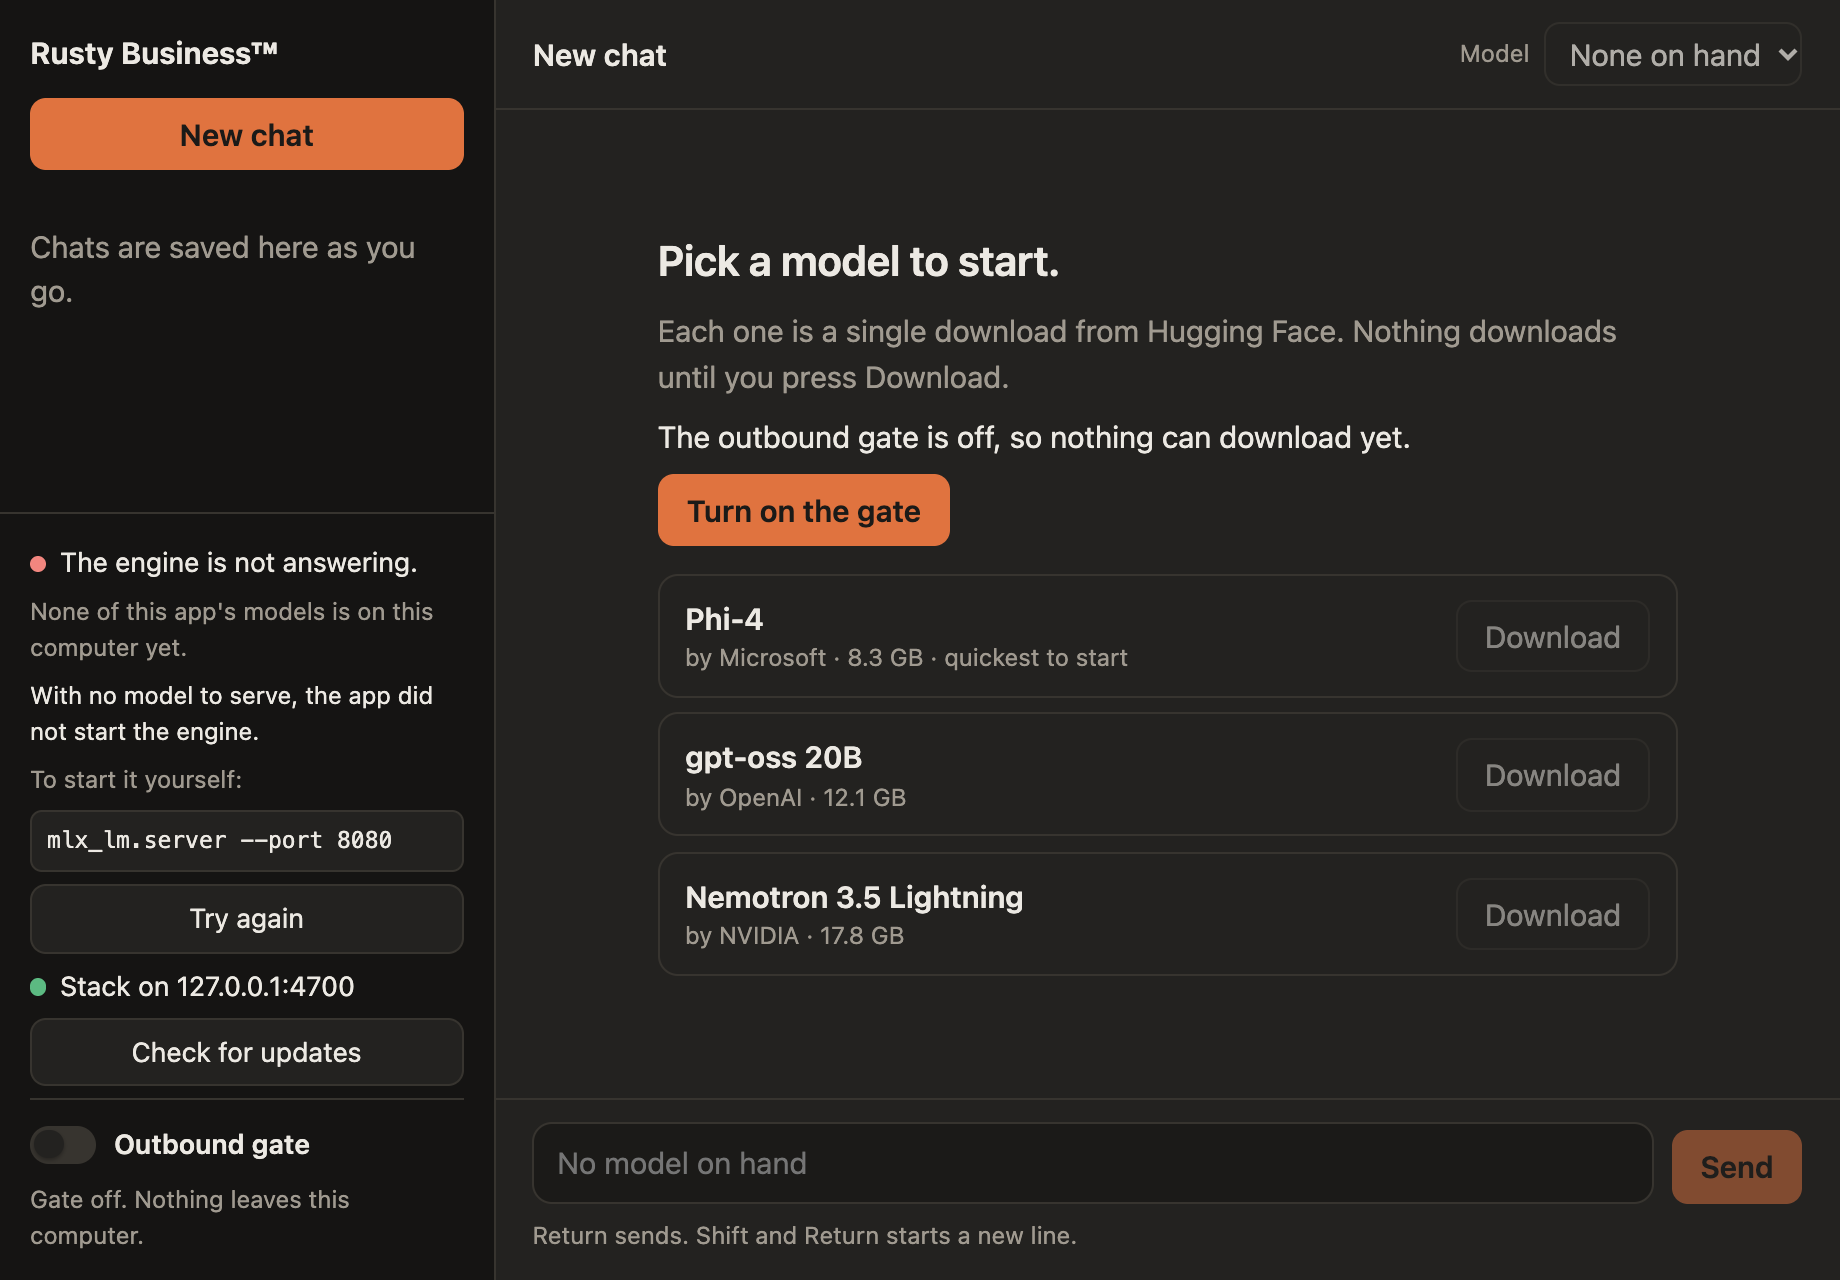 Rusty Business™
New chat
Chats are saved here as you
go.
The engine is not answering.
None of this app's models is on this
computer yet.
With no model to serve, the app did
not start the engine.
To start it yourself:
mlx_lm.server --port 8080
Try again
Stack on 127.0.0.1:4700
Check for updates
Outbound gate
Gate off. Nothing leaves this
computer.
New chat
Model
None on hand
Pick a model to start.
Each one is a single download from Hugging Face. Nothing downloads
until you press Download.
The outbound gate is off, so nothing can download yet.
Turn on the gate
Phi-4
by Microsoft · 8.3 GB · quickest to start
Download
gpt-oss 20B
by OpenAI · 12.1 GB
Download
Nemotron 3.5 Lightning
by NVIDIA · 17.8 GB
Download
No model on hand
Send
Return sends. Shift and Return starts a new line.